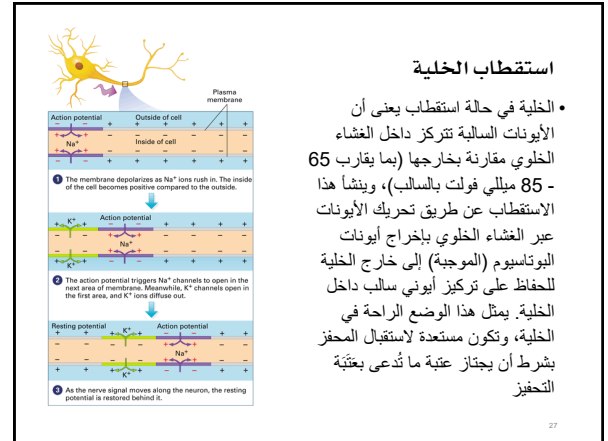 استقطاب الخلية
• الخلية في حالة استقطاب يعنى أن
الأيونات السالبة تتركز داخل الغشاء
الخلوي مقارنة بخارجها (بما يقارب 65
- 85 ميللي فولت بالسالب)، وينشأ هذا
الاستقطاب عن طريق تحريك الأيونات
عبر الغشاء الخلوي بإخراج أيونات
البوتاسيوم (الموجبة) إلى خارج الخلية
للحفاظ على تركيز أيوني سالب داخل
الخلية. يمثل هذا الوضع الراحة في
الخلية، وتكون مستعدة لاستقبال المحفز
بشرط أن يجتاز عتبة ما تُدعى بعَتَبَة
التحفيز
Plasma
membrane
Action potential Outside of cell
– – + + + + +
+ + – – – – –
Na+ Inside of cell
+ + – – – – –
– – + + + + +
1 The membrane depolarizes as Na+ ions rush in. The inside
of the cell becomes positive compared to the outside.
Action potential
+ K+ + – – + + +
– – + + – – –
Na+
– – + + – – –
+ K+ + – – + + +
2 The action potential triggers Na+ channels to open in the
next area of membrane. Meanwhile, K+ channels open in
the first area, and K+ ions diffuse out.
Resting potential Action potential
+ + + K+ + – – +
– – – – + + –
Na+
– – – – + + –
+ + + K+ + – – +
3 As the nerve signal moves along the neuron, the resting
potential is restored behind it.
27